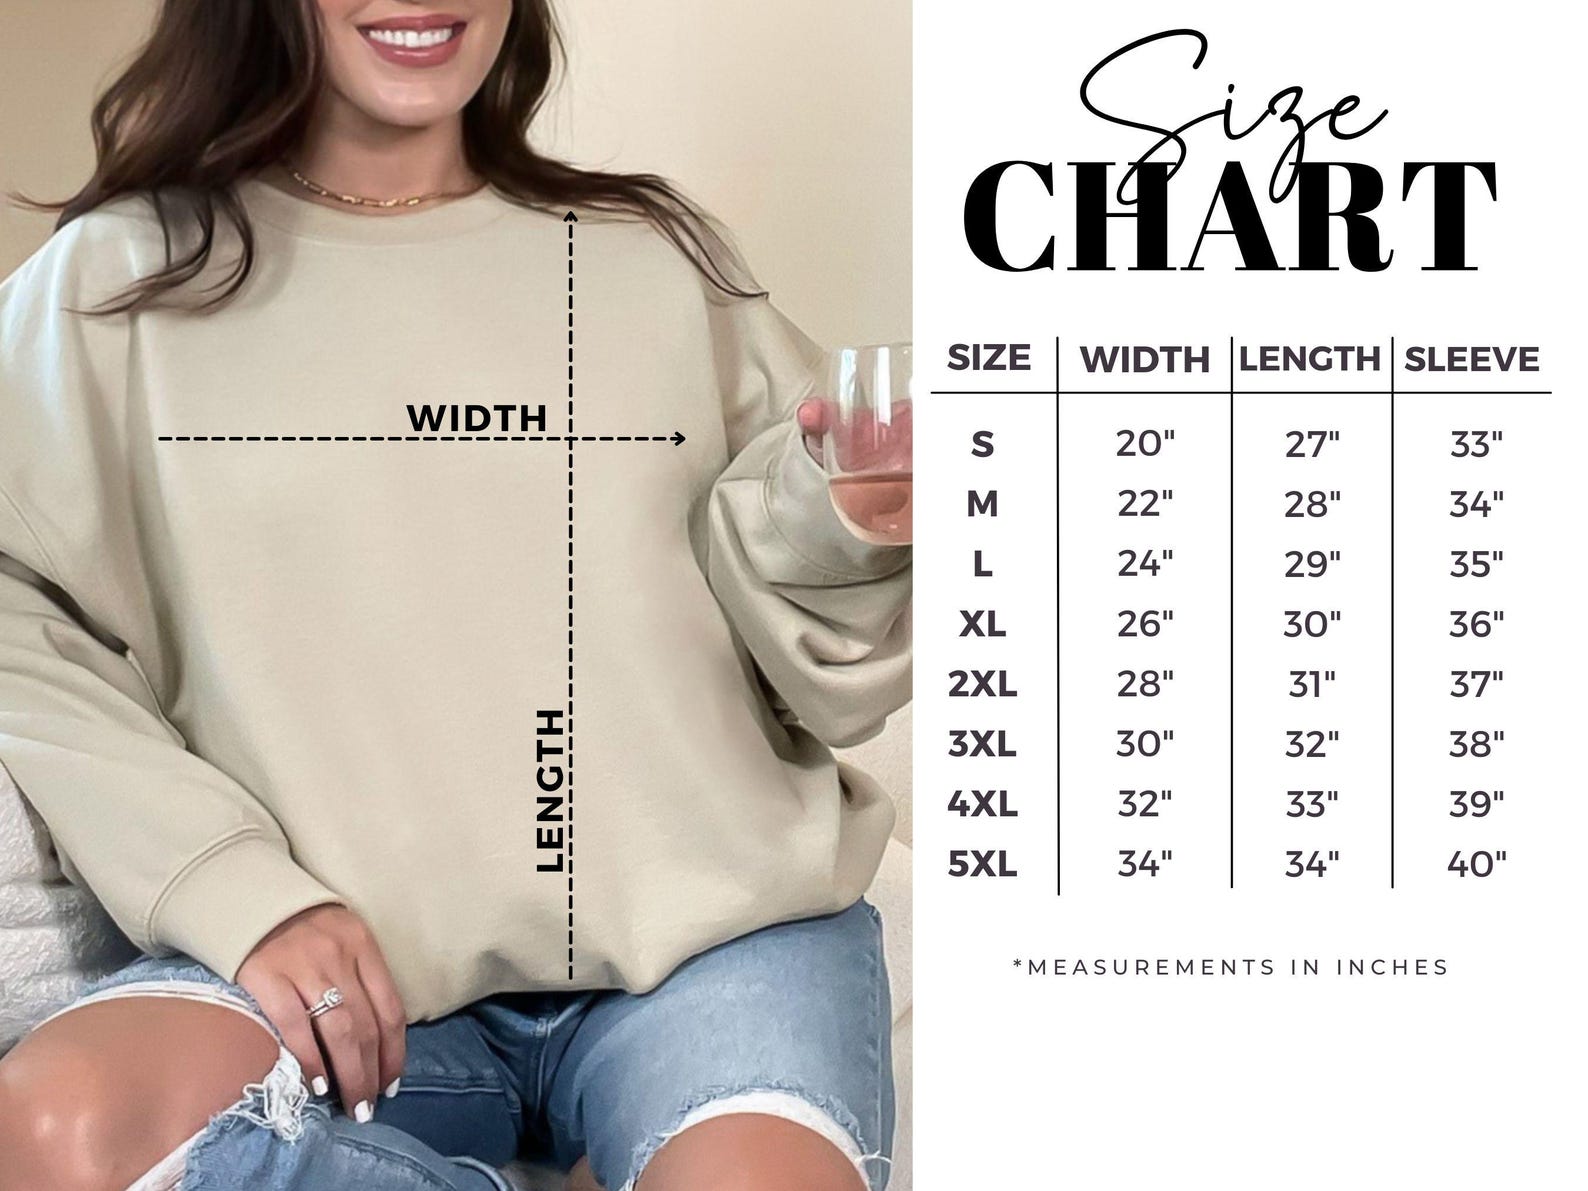 WIDTH
LENGTH
Size
CHART
SIZE WIDTH LENGTH SLEEVE
S 20" 27" 33"
M 22" 28" 34"
L 24" 29" 35"
XL 26" 30" 36"
2XL 28" 31" 37"
3XL 30" 32" 38"
4XL 32" 33" 39"
5XL 34" 34" 40"
*MEASUREMENTS IN INCHES